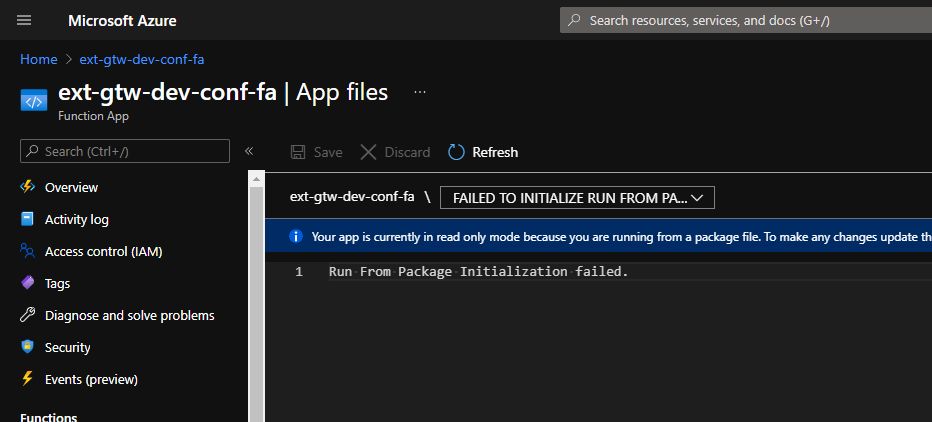 Microsoft Azure
Search resources, services, and docs (G+/)
Home > ext-gtw-dev-conf-fa
ext-gtw-dev-conf-fa | App files ...
Function App
Search (Ctrl+/)
«
Save Discard Refresh
Overview
Activity log
Access control (IAM)
Tags
Diagnose and solve problems
Security
Events (preview)
Functions
ext-gtw-dev-conf-fa \ FAILED TO INITIALIZE RUN FROM PA...
Your app is currently in read only mode because you are running from a package file. To make any changes update th
1 Run From Package Initialization failed.